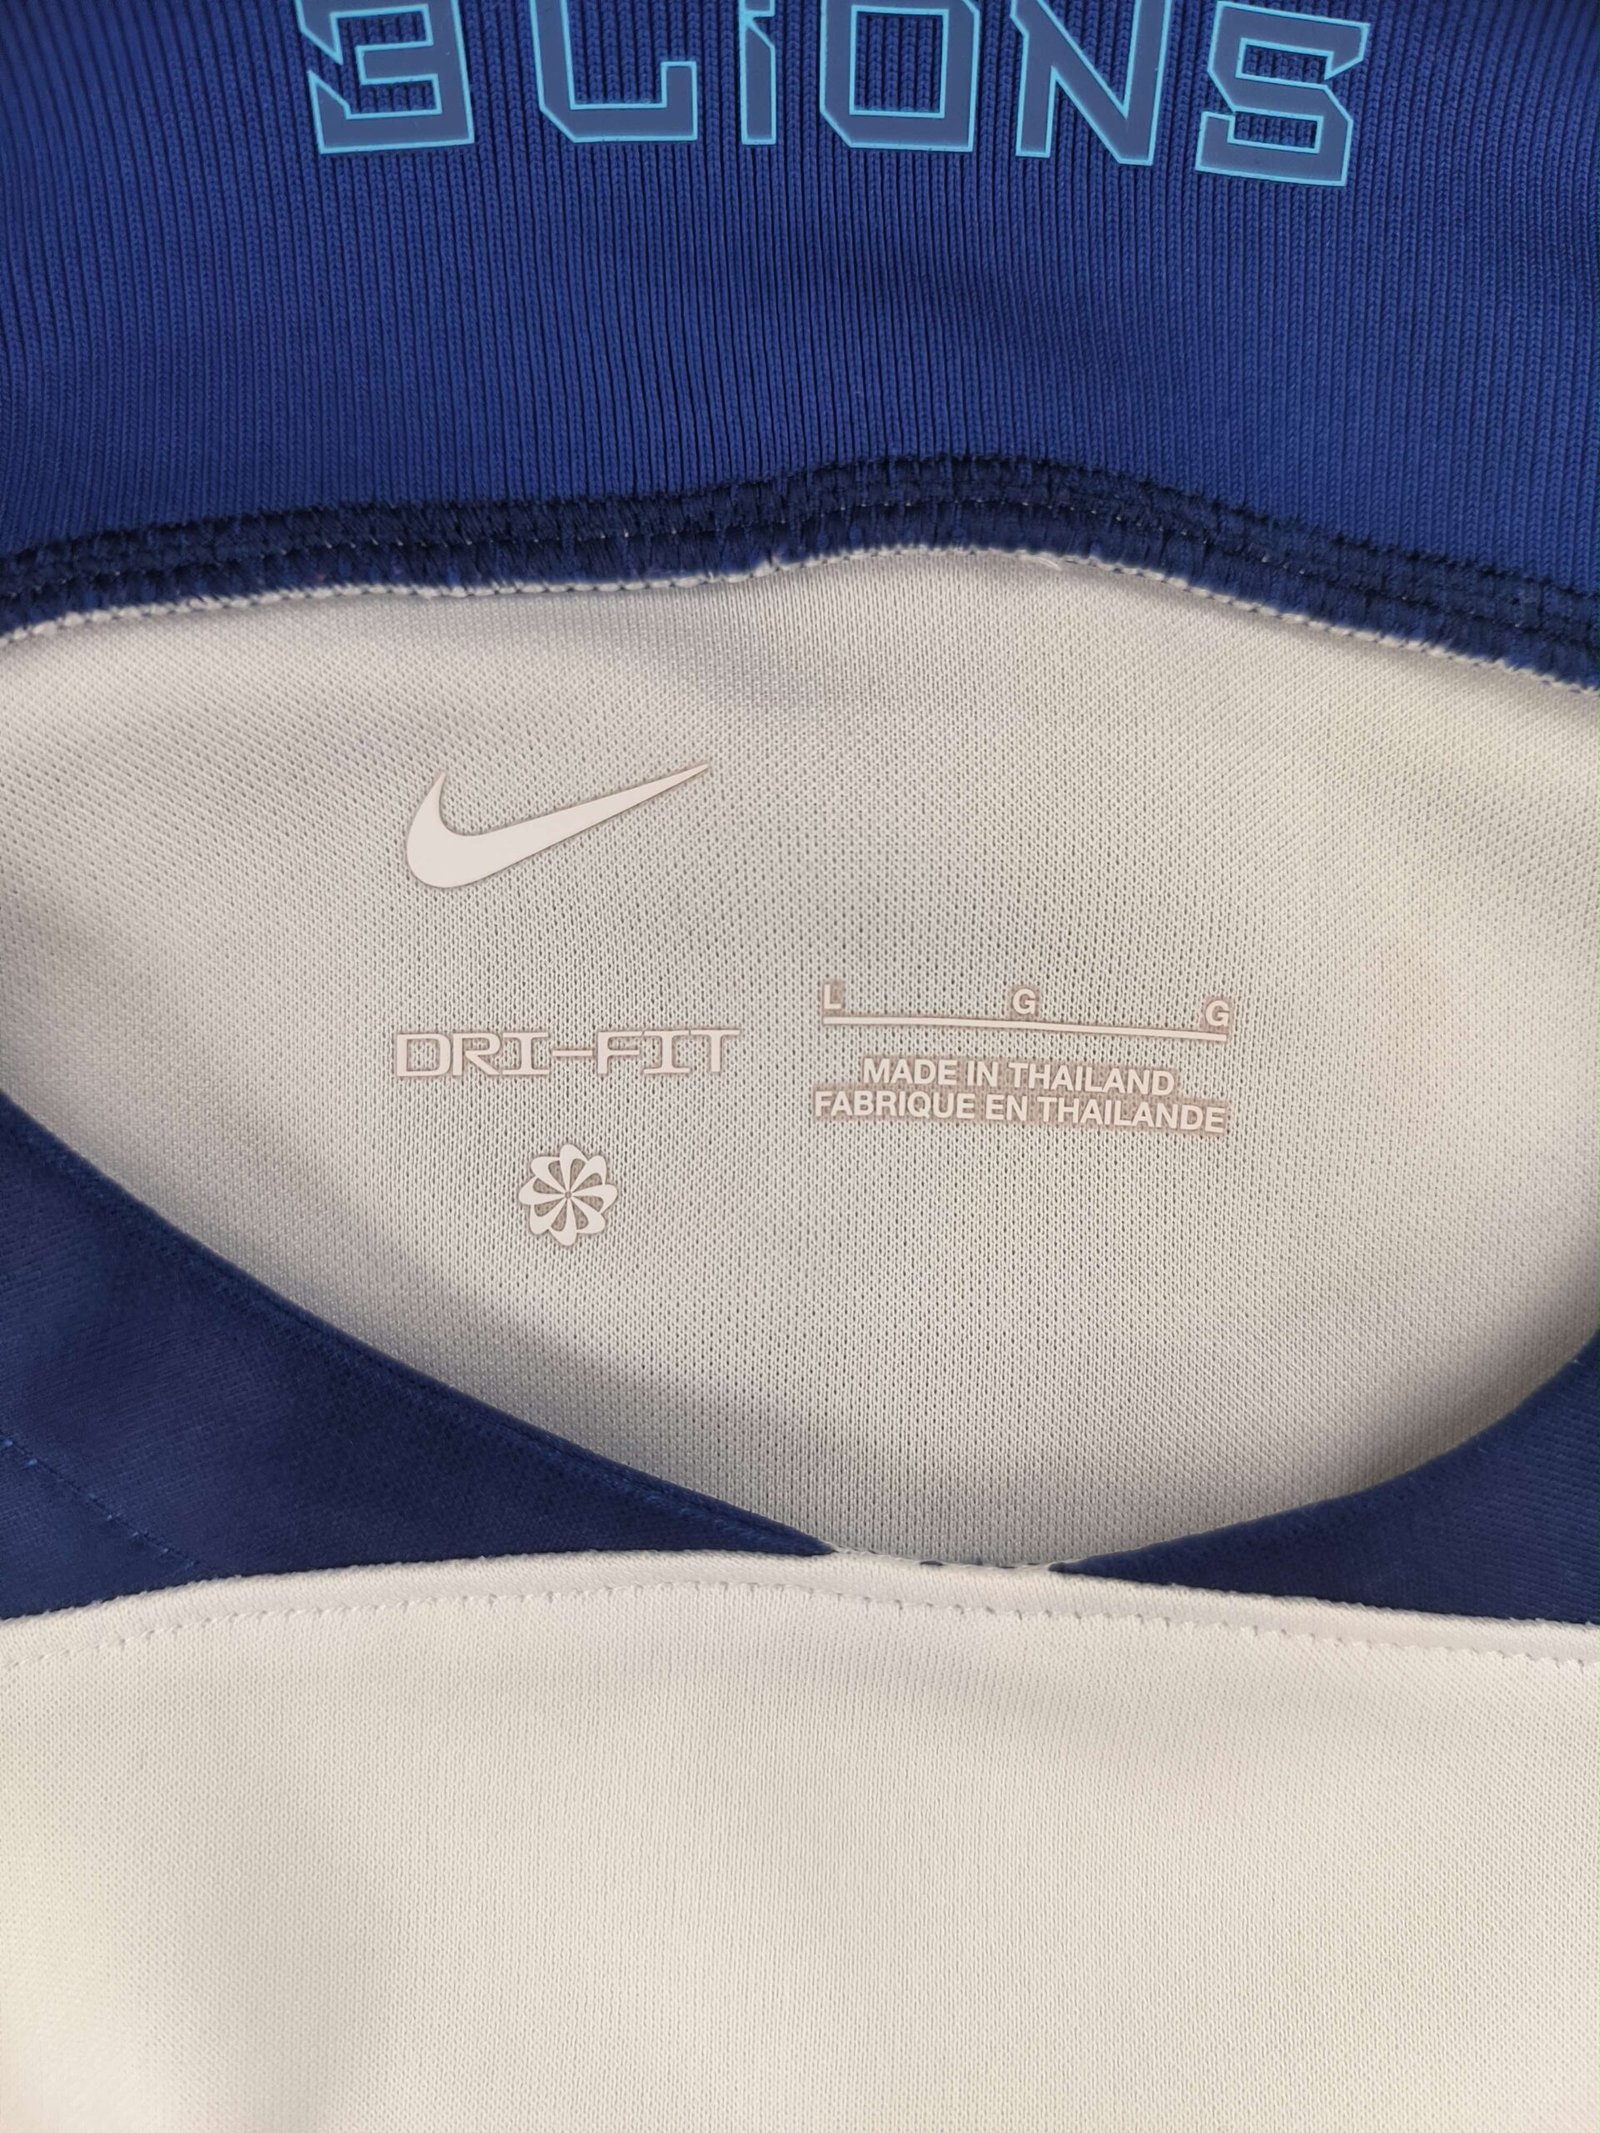 3LIONS
L G G
DRI-FIT
MADE IN THAILAND
FABRIQUE EN THAILANDE